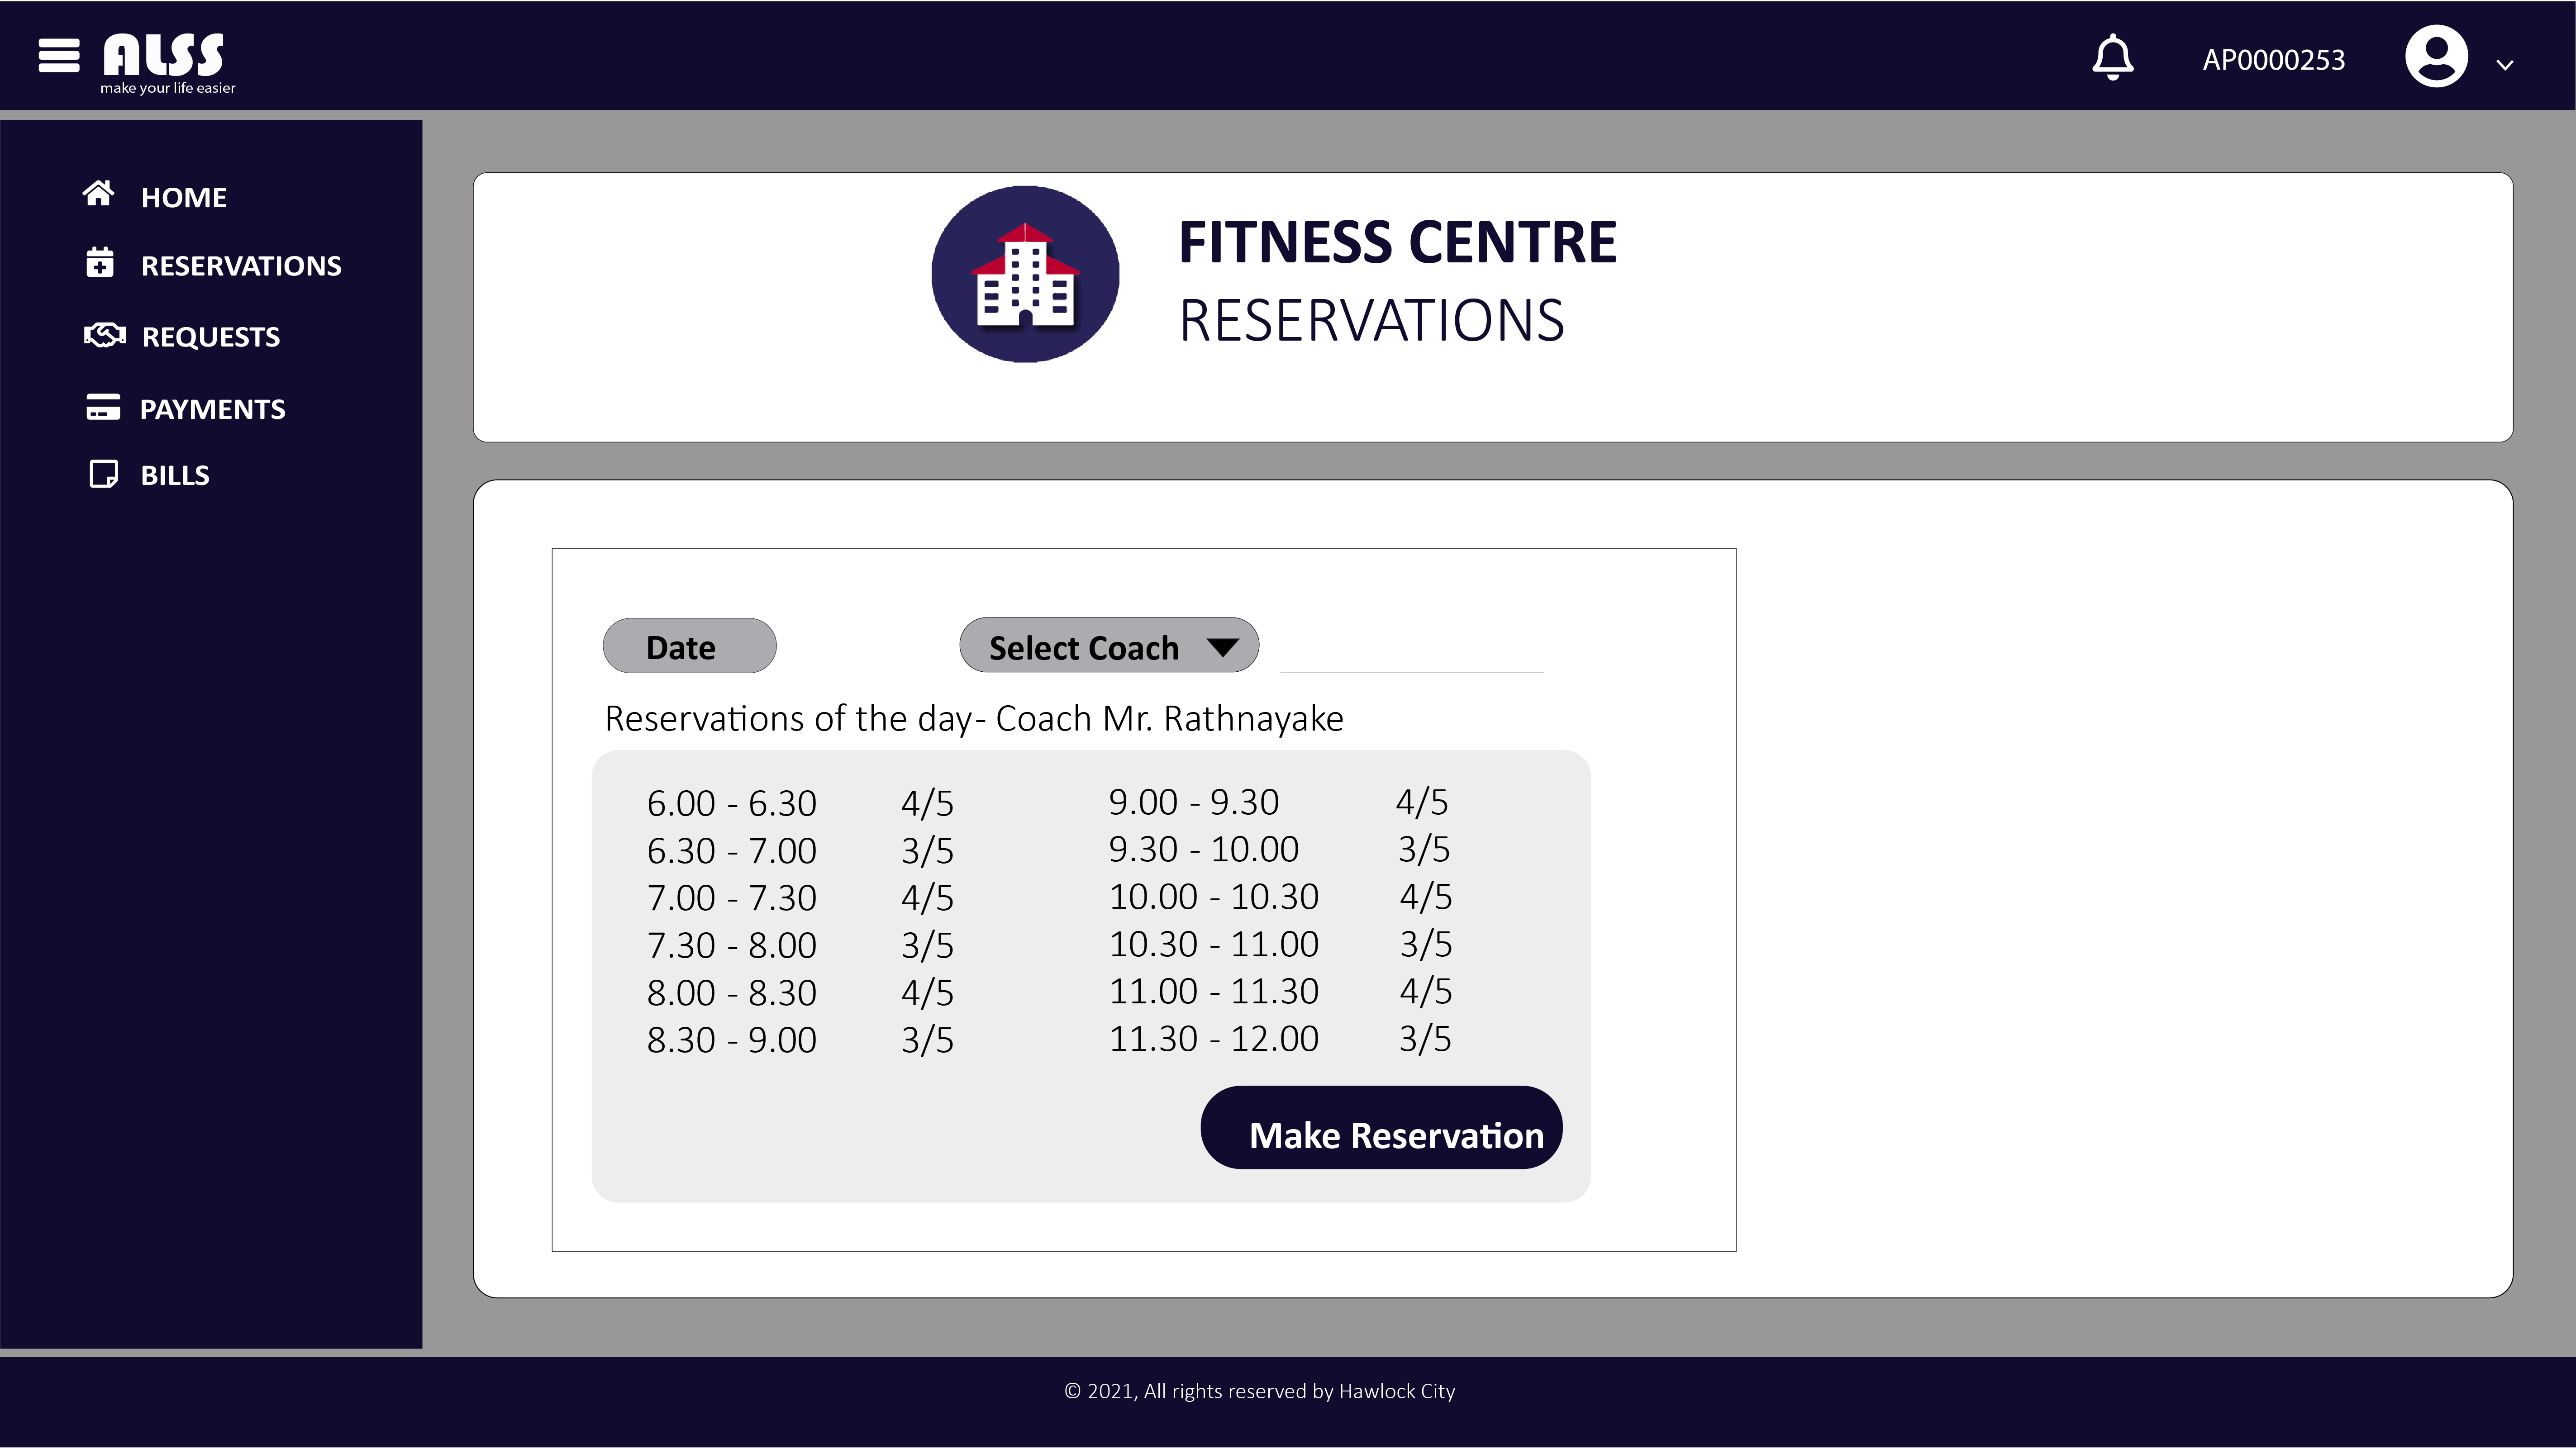 ALSS
make your life easier
AP0000253
HOME
RESERVATIONS
REQUESTS
PAYMENTS
BILLS
FITNESS CENTRE
RESERVATIONS
Date
Select Coach
Reservations of the day- Coach Mr. Rathnayake
6.00 - 6.30 4/5 9.00 - 9.30 4/5
6.30 - 7.00 3/5 9.30 - 10.00 3/5
7.00 - 7.30 4/5 10.00 - 10.30 4/5
7.30 - 8.00 3/5 10.30 - 11.00 3/5
8.00 - 8.30 4/5 11.00 - 11.30 4/5
8.30 - 9.00 3/5 11.30 - 12.00 3/5
Make Reservation
© 2021, All rights reserved by Hawlock City